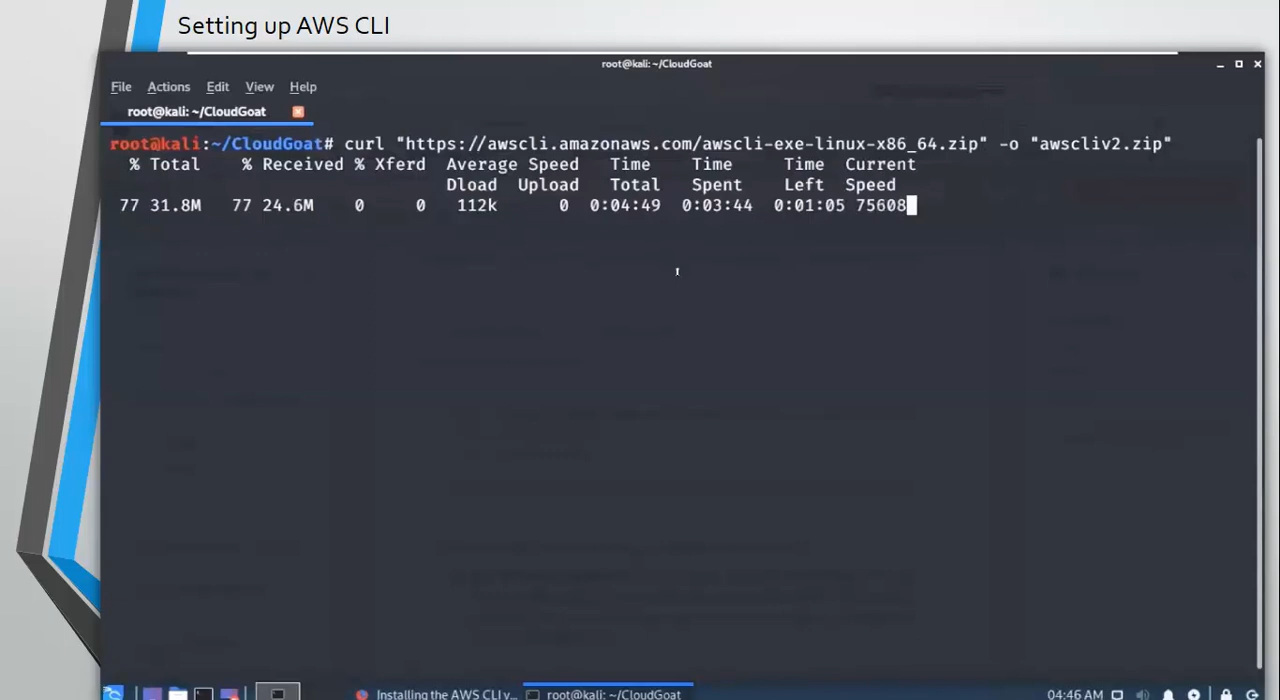 Setting up AWS CLI
root@kali: ~/CloudGoat
File Actions Edit View Help
root@kali: ~/CloudGoat
root@kali:~/CloudGoat# curl "https://awscli.amazonaws.com/awscli-exe-linux-x86_64.zip" -o "awscliv2.zip"
% Total % Received % Xferd Average Speed Time Time Time Current
Dload Upload Total Spent Left Speed
77 31.8M 77 24.6M 0 0 112k 0 0:04:49 0:03:44 0:01:05 75608
Installing the AWS CLI v... root@kali: ~/CloudGoat 04:46 AM